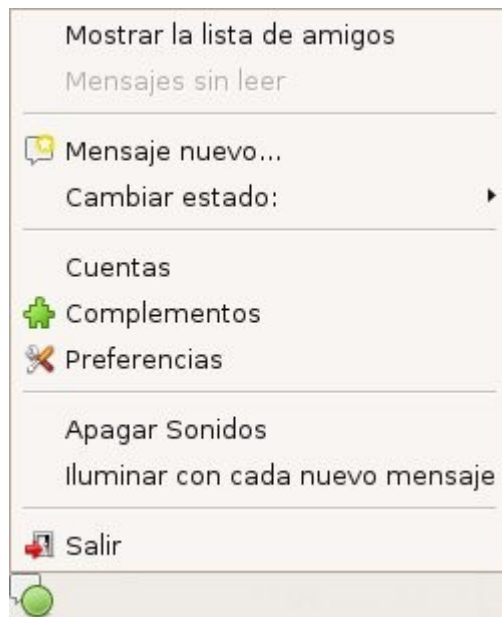 Mostrar la lista de amigos
Mensajes sin leer
Mensaje nuevo...
Cambiar estado:
Cuentas
Complementos
Preferencias
Apagar Sonidos
Iluminar con cada nuevo mensaje
Salir